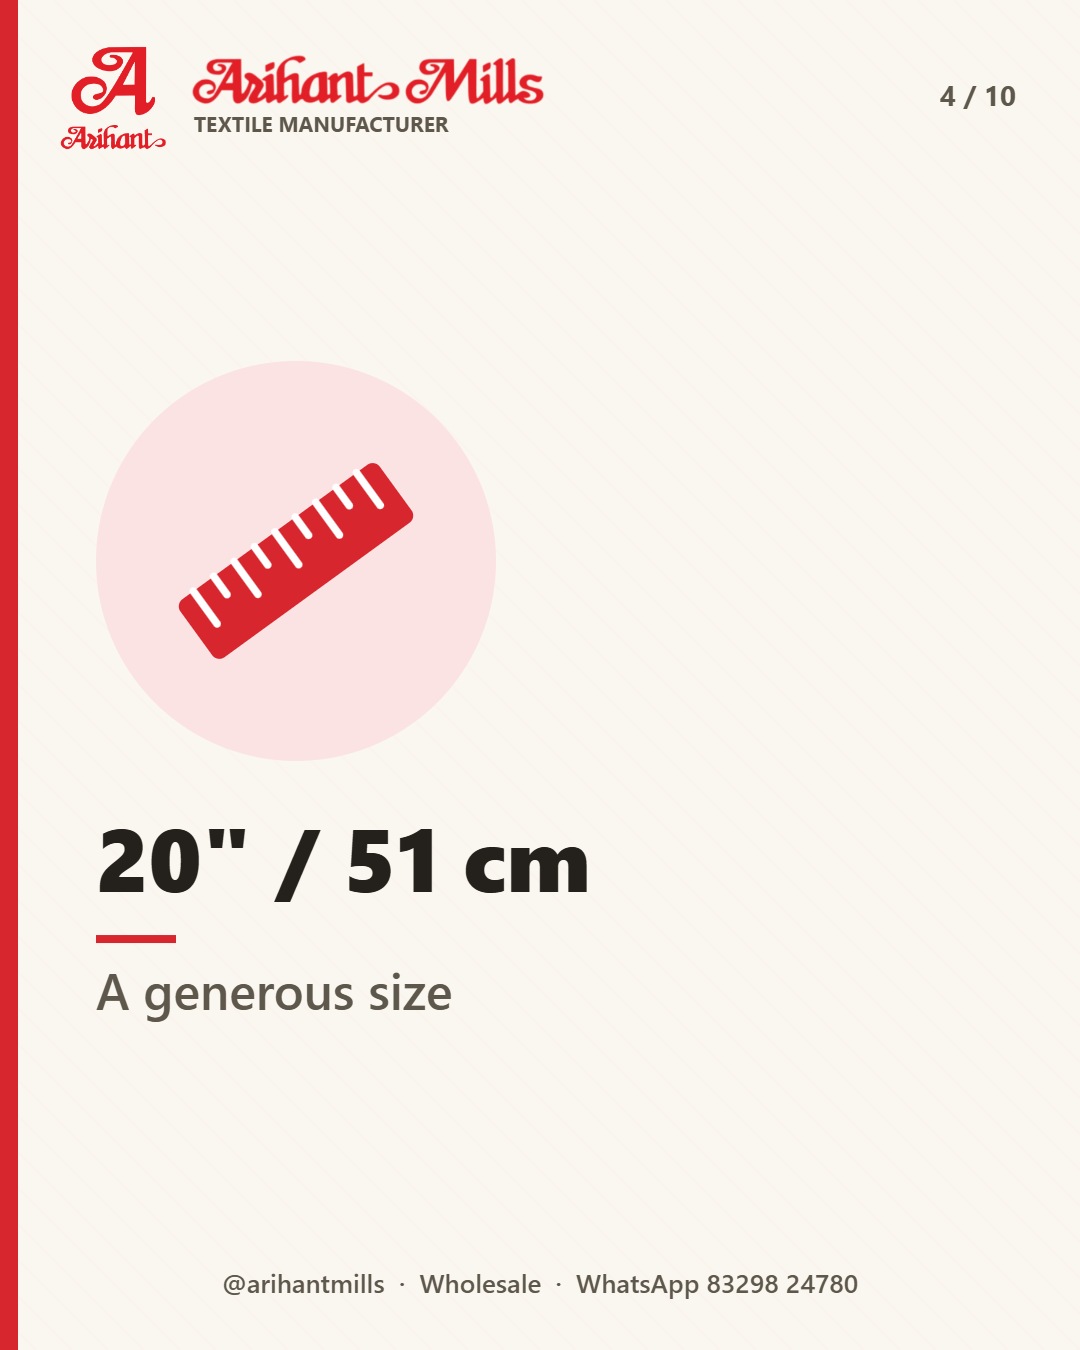 A
Arihant
Arihant Mills
TEXTILE MANUFACTURER
4 / 10
20" / 51 cm
A generous size
@arihantmills · Wholesale · WhatsApp 83298 24780